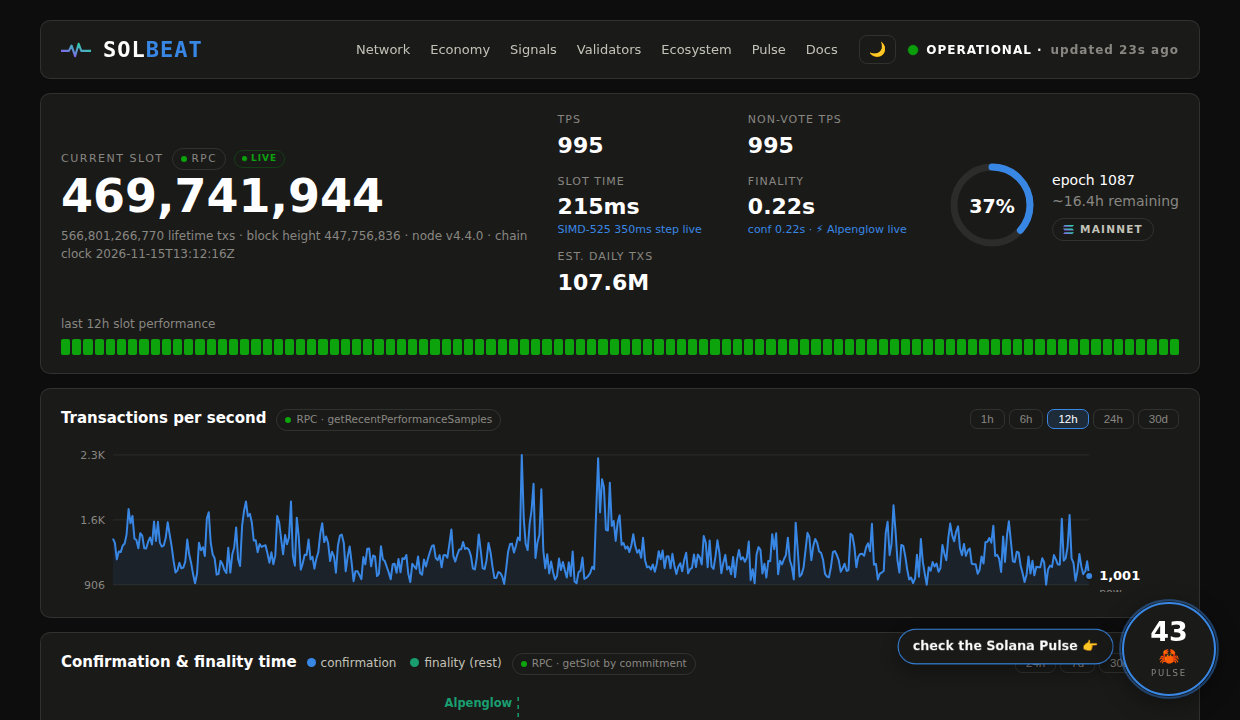 SOLBEAT
Network Economy Signals Validators Ecosystem Pulse Docs
OPERATIONAL · updated 23s ago
CURRENT SLOT RPC LIVE
469,741,944
566,801,266,770 lifetime txs · block height 447,756,836 · node v4.4.0 · chain
clock 2026-11-15T13:12:16Z
TPS
995
NON-VOTE TPS
995
SLOT TIME
215ms
SIMD-525 350ms step live
FINALITY
0.22s
conf 0.22s · ⚡ Alpenglow live
EST. DAILY TXS
107.6M
37%
epoch 1087
~16.4h remaining
MAINNET
last 12h slot performance
Transactions per second RPC · getRecentPerformanceSamples
1h 6h 12h 24h 30d
2.3K
1.6K
906
1,001
now
Confirmation & finality time confirmation finality (rest) RPC · getSlot by commitment
Alpenglow
check the Solana Pulse 👉
43
PULSE